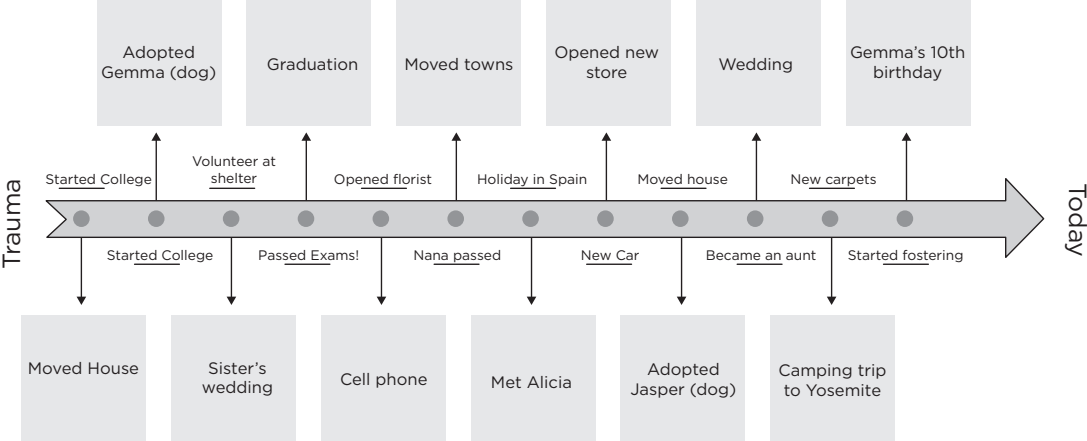 Adopted
Gemma (dog)
Graduation
Moved towns
Opened new
store
Wedding
Gemma’s 10th
birthday
Started College
Volunteer at
shelter
Opened florist
Holiday in Spain
Moved house
New carpets
Trauma
Today
Started College
Passed Exams!
Nana passed
New Car
Became an aunt
Started fostering
Moved House
Sister’s
wedding
Cell phone
Met Alicia
Adopted
Jasper (dog)
Camping trip
to Yosemite